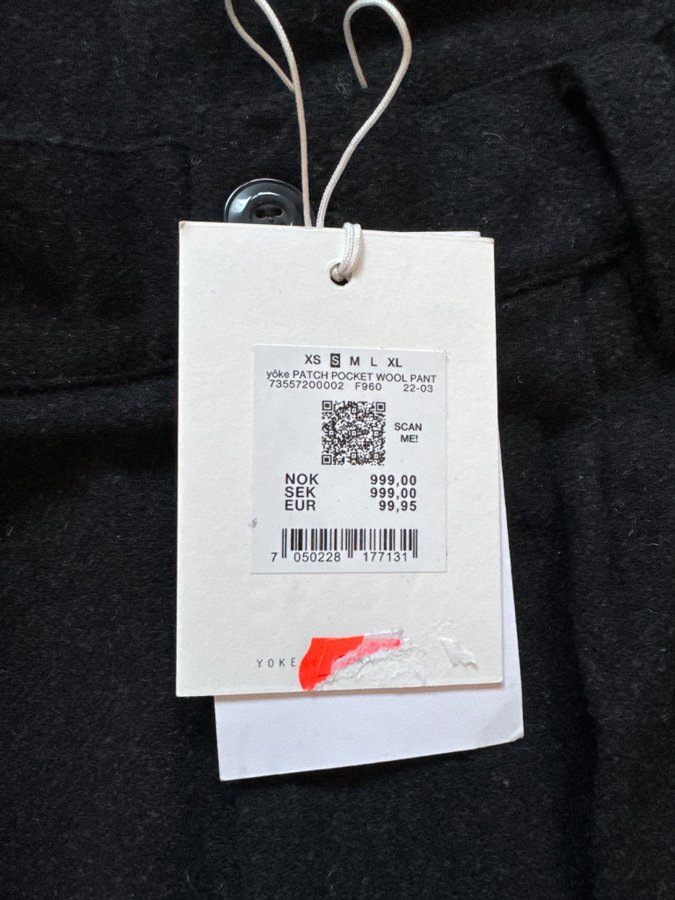 XS S M L XL
yōke PATCH POCKET WOOL PANT
73557200002 F960 22-03
SCAN
ME!
NOK 999,00
SEK 999,00
EUR 99,95
7 050228 177131
YOKE